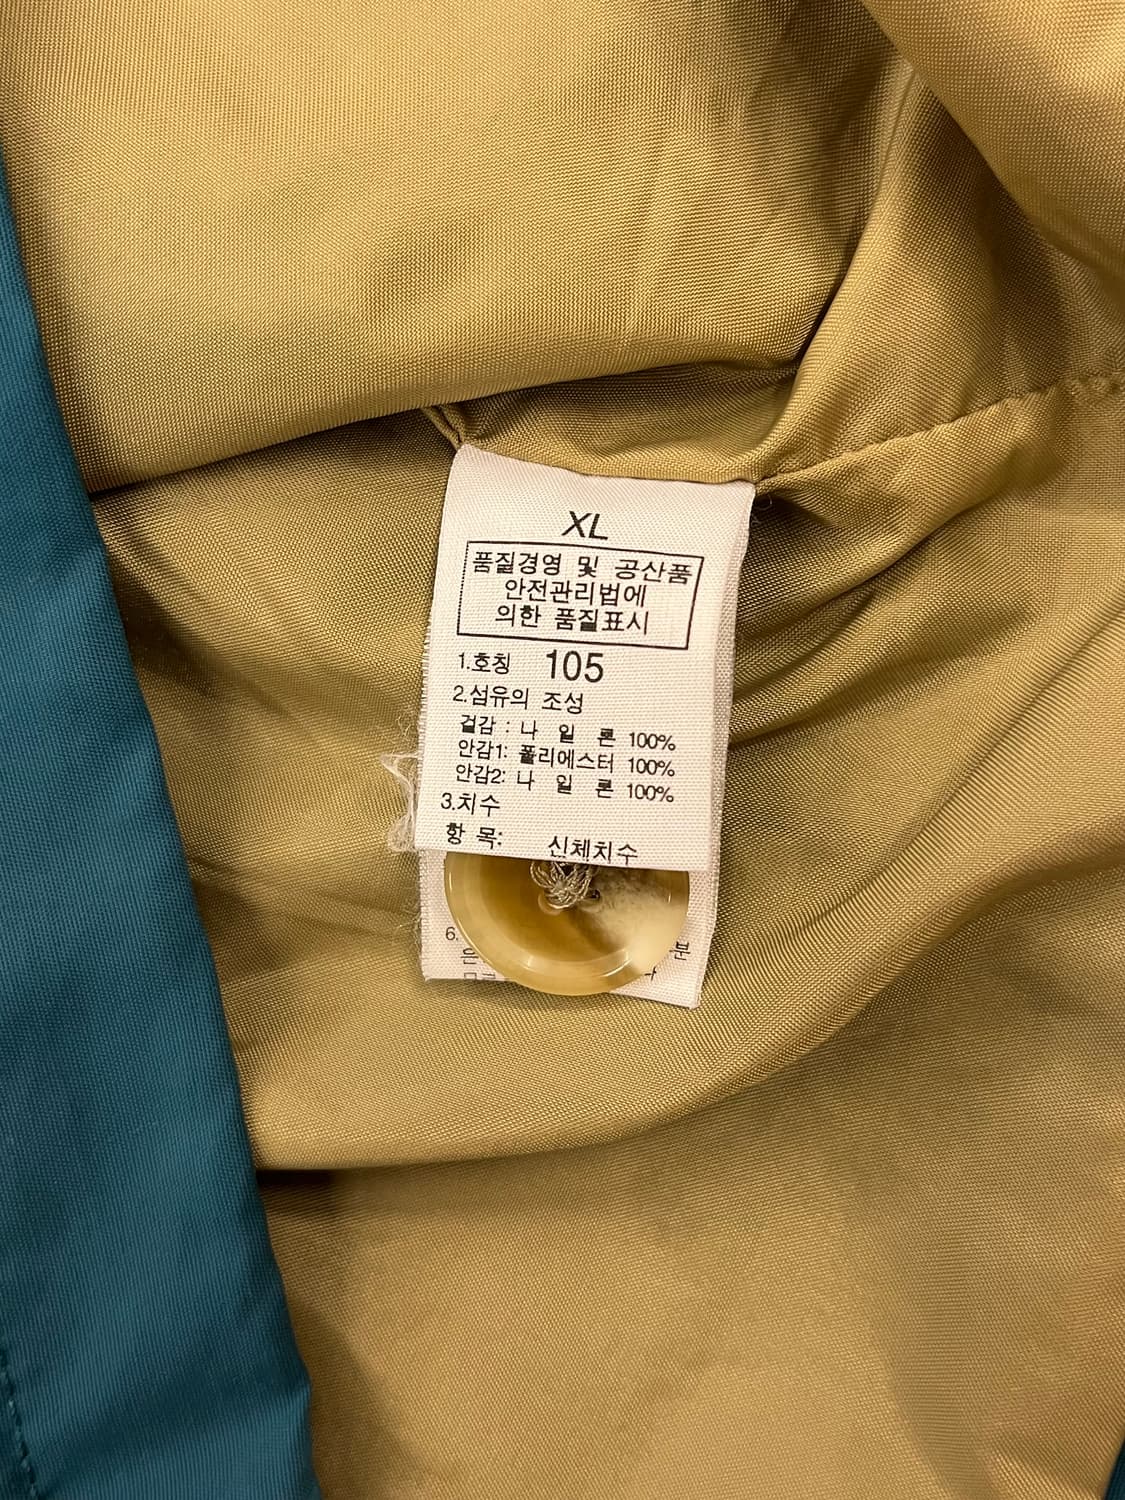 XL
품질경영 및 공산품
안전관리법에
의한 품질표시
1.호칭 105
2.섬유의 조성
겉감 : 나 일 론 100%
안감1: 폴리에스터 100%
안감2: 나 일 론 100%
3.치수
항 목: 신체치수
6.
은 분